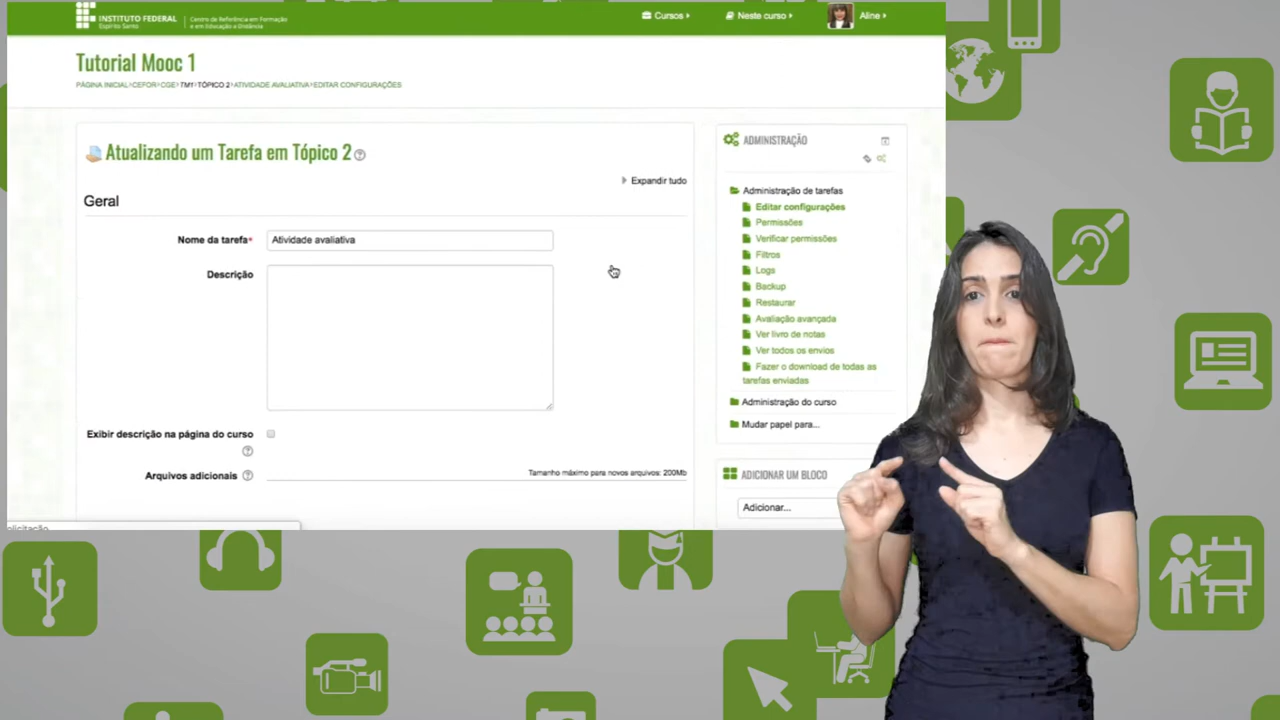 INSTITUTO FEDERAL
Espírito Santo
Centro de Referência em Formação
e em Educação a Distância
Cursos
Neste curso
Aline
Tutorial Mooc 1
PÁGINA INICIAL›CEFOR›CGE›TM1›TÓPICO 2›ATIVIDADE AVALIATIVA›EDITAR CONFIGURAÇÕES
Atualizando um Tarefa em Tópico 2
Expandir tudo
Geral
Nome da tarefa*
Atividade avaliativa
Descrição
Exibir descrição na página do curso
Arquivos adicionais
Tamanho máximo para novos arquivos: 200Mb
ADMINISTRAÇÃO
Administração de tarefas
Editar configurações
Permissões
Verificar permissões
Filtros
Logs
Backup
Restaurar
Avaliação avançada
Ver livro de notas
Ver todos os envios
Fazer o download de todas as
tarefas enviadas
Administração do curso
Mudar papel para...
ADICIONAR UM BLOCO
Adicionar...